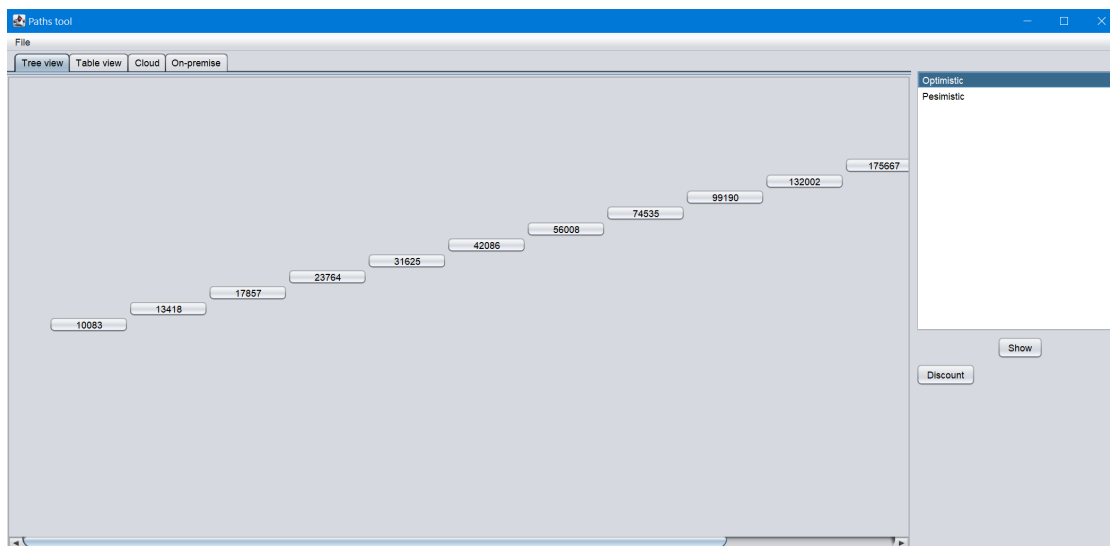 Paths tool
File
Tree view Table view Cloud On-premise
Optimistic
Pesimistic
175667
132002
99190
74535
56008
42086
31625
23764
17857
13418
10083
Show
Discount